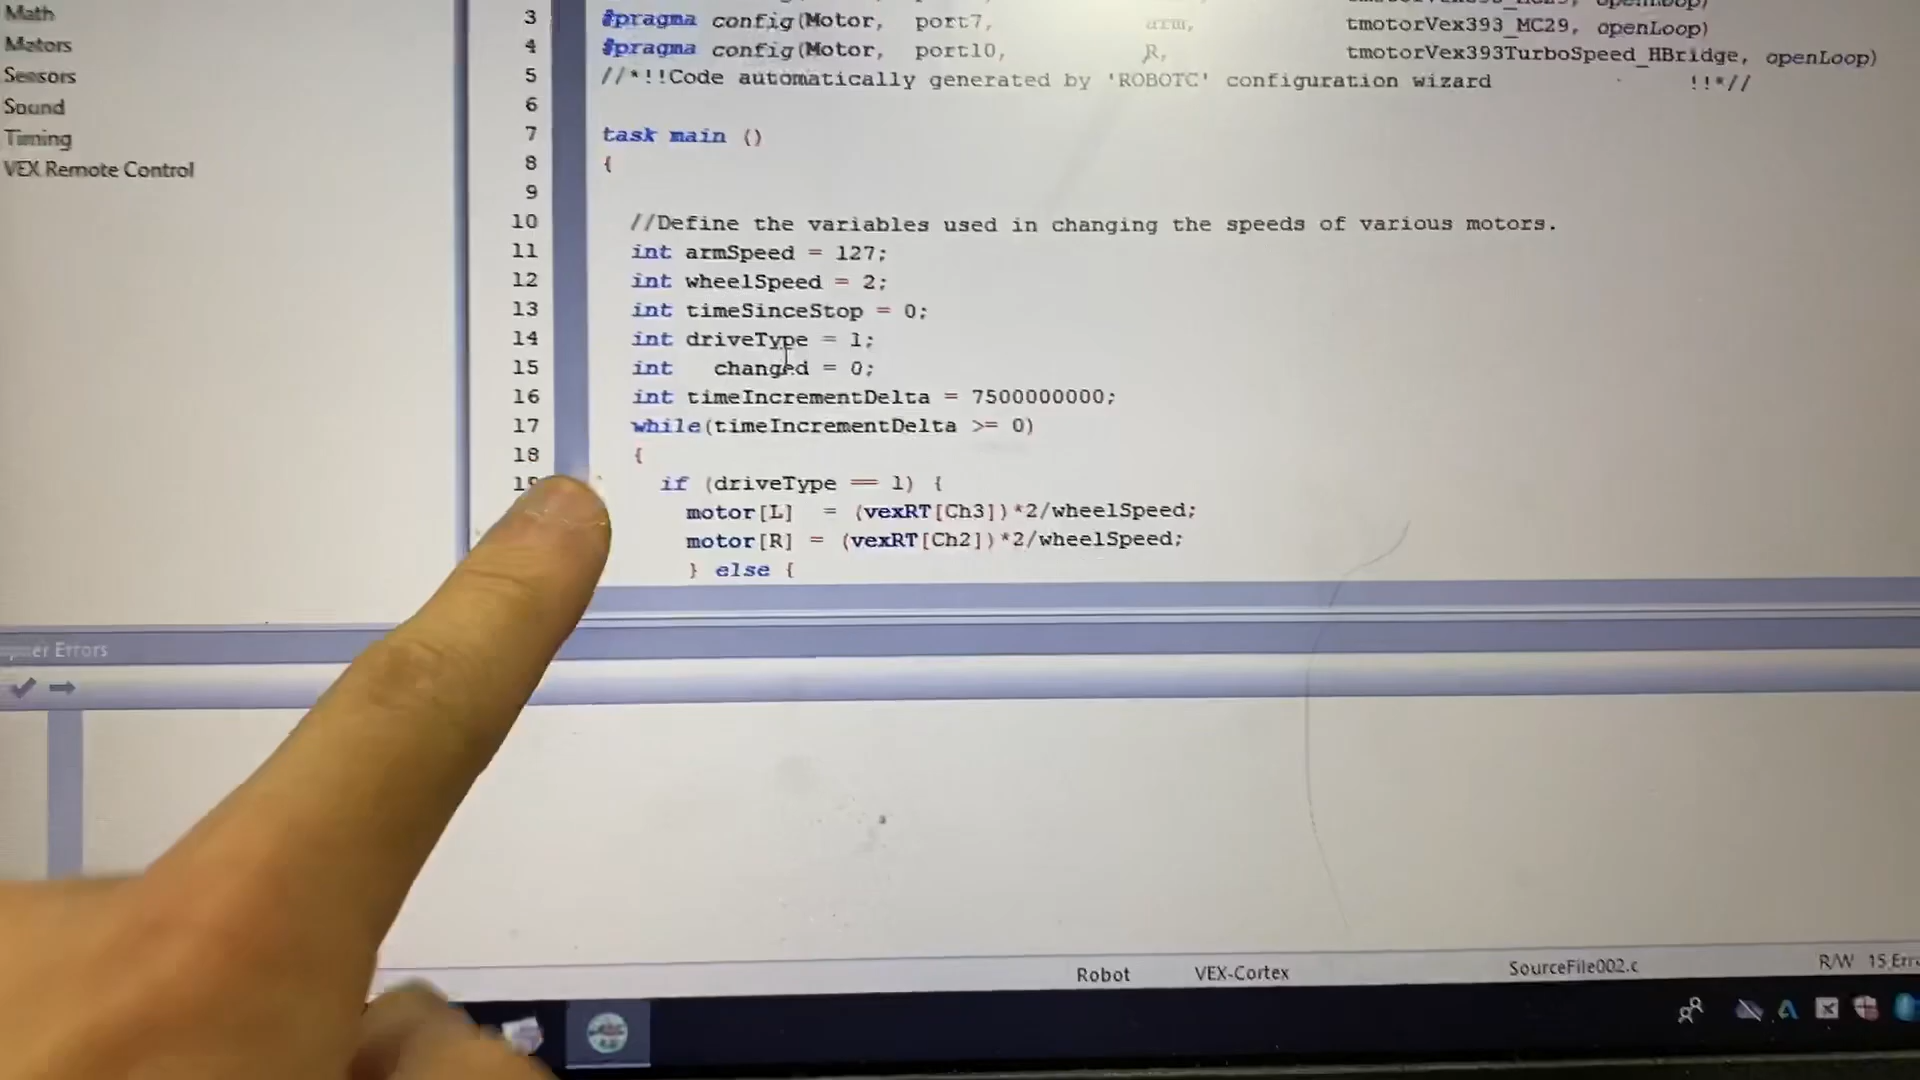 Math
Mators
Sensors
Sound
Timing
VEX Remote Control
3 #pragma config(Motor, port7, arm, tmotorVex393_MC29, openLoop)
4 #pragma config(Motor, port10, R, tmotorVex393TurboSpeed_HBridge, openLoop)
5 //*!!Code automatically generated by 'ROBOTC' configuration wizard !!*//
6
7 task main ()
8 {
9
10 //Define the variables used in changing the speeds of various motors.
11 int armSpeed = 127;
12 int wheelSpeed = 2;
13 int timeSinceStop = 0;
14 int driveType = 1;
15 int changed = 0;
16 int timeIncrementDelta = 7500000000;
17 while(timeIncrementDelta >= 0)
18 {
19 if (driveType == 1) {
motor[L] = (vexRT[Ch3])*2/wheelSpeed;
motor[R] = (vexRT[Ch2])*2/wheelSpeed;
} else {
Errors
Robot VEX-Cortex SourceFile002.c R/W 15 Erro